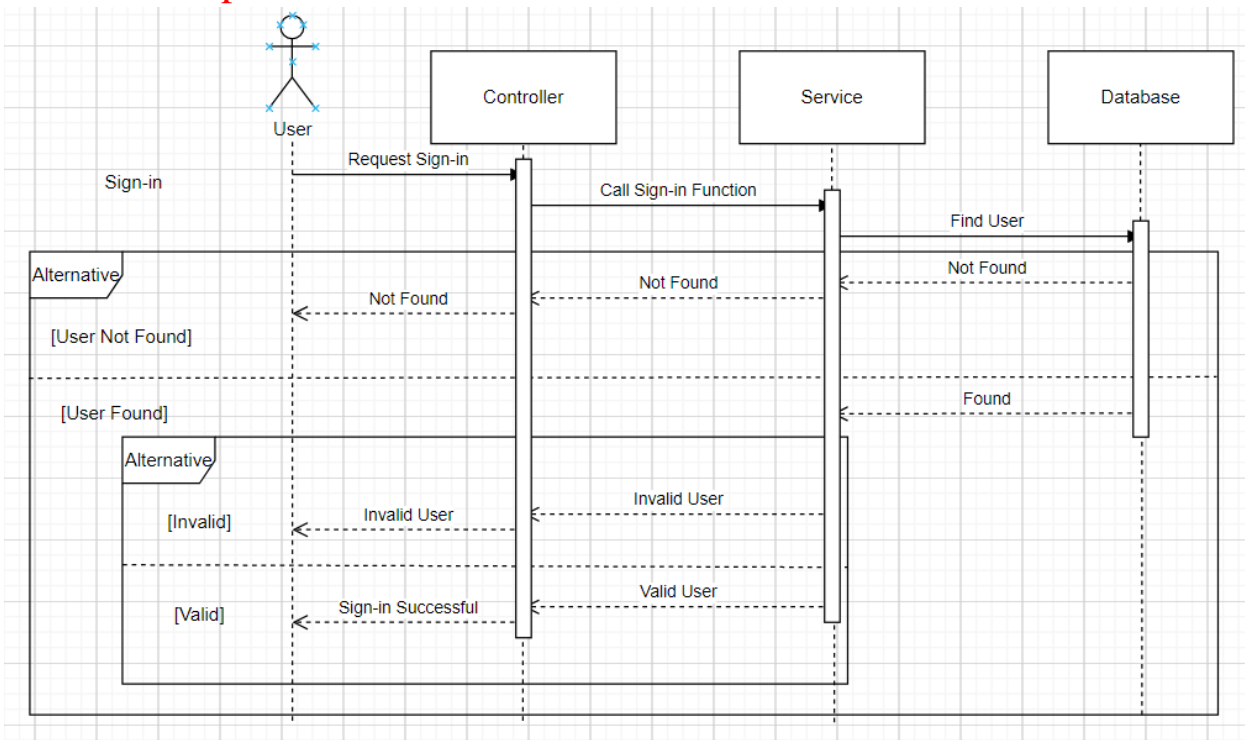 Controller
Service
Database
User
Request Sign-in
Sign-in
Call Sign-in Function
Find User
Alternative
Not Found
Not Found
Not Found
[User Not Found]
[User Found]
Found
Alternative
Invalid User
Invalid User
[Invalid]
Valid User
Sign-in Successful
[Valid]